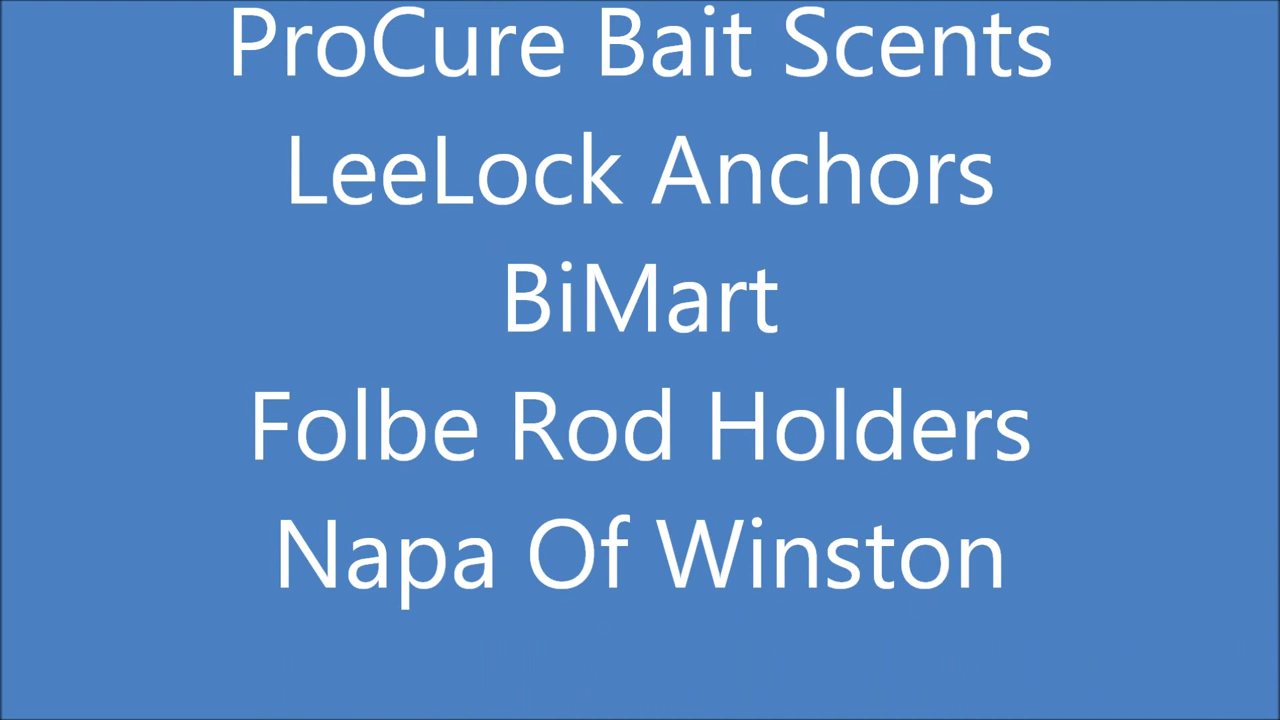 ProCure Bait Scents
LeeLock Anchors
BiMart
Folbe Rod Holders
Napa Of Winston